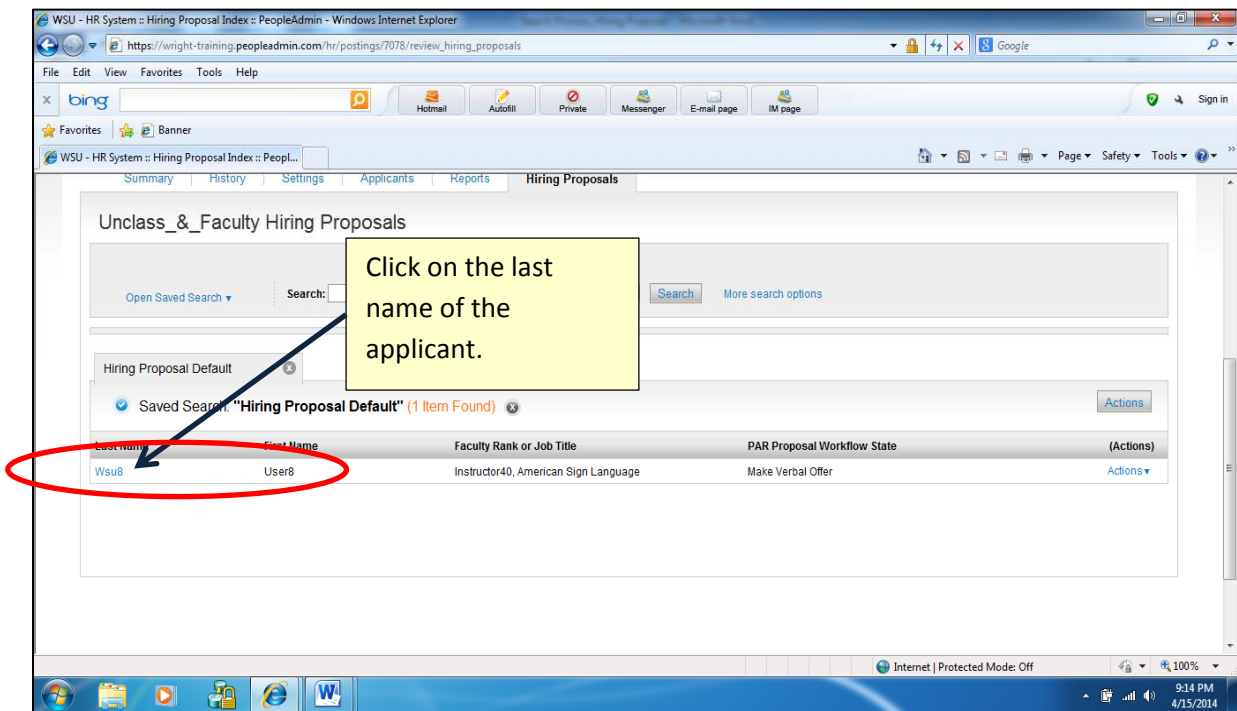 WSU - HR System :: Hiring Proposal Index :: PeopleAdmin - Windows Internet Explorer
https://wright-training.peopleadmin.com/hr/postings/7078/review_hiring_proposals
Google
File Edit View Favorites Tools Help
x bing Hotmail Autofill Private Messenger E-mail page IM page Sign in
Favorites Banner
WSU - HR System :: Hiring Proposal Index :: Peopl... Page Safety Tools
Summary History Settings Applicants Reports Hiring Proposals
Unclass_&_Faculty Hiring Proposals
Click on the last
name of the
applicant.
Open Saved Search Search: Search More search options
Hiring Proposal Default
Saved Search: "Hiring Proposal Default" (1 Item Found)
Actions
Last Name First Name Faculty Rank or Job Title PAR Proposal Workflow State (Actions)
Wsu8 User8 Instructor40, American Sign Language Make Verbal Offer Actions
Internet | Protected Mode: Off 100%
9:14 PM
4/15/2014